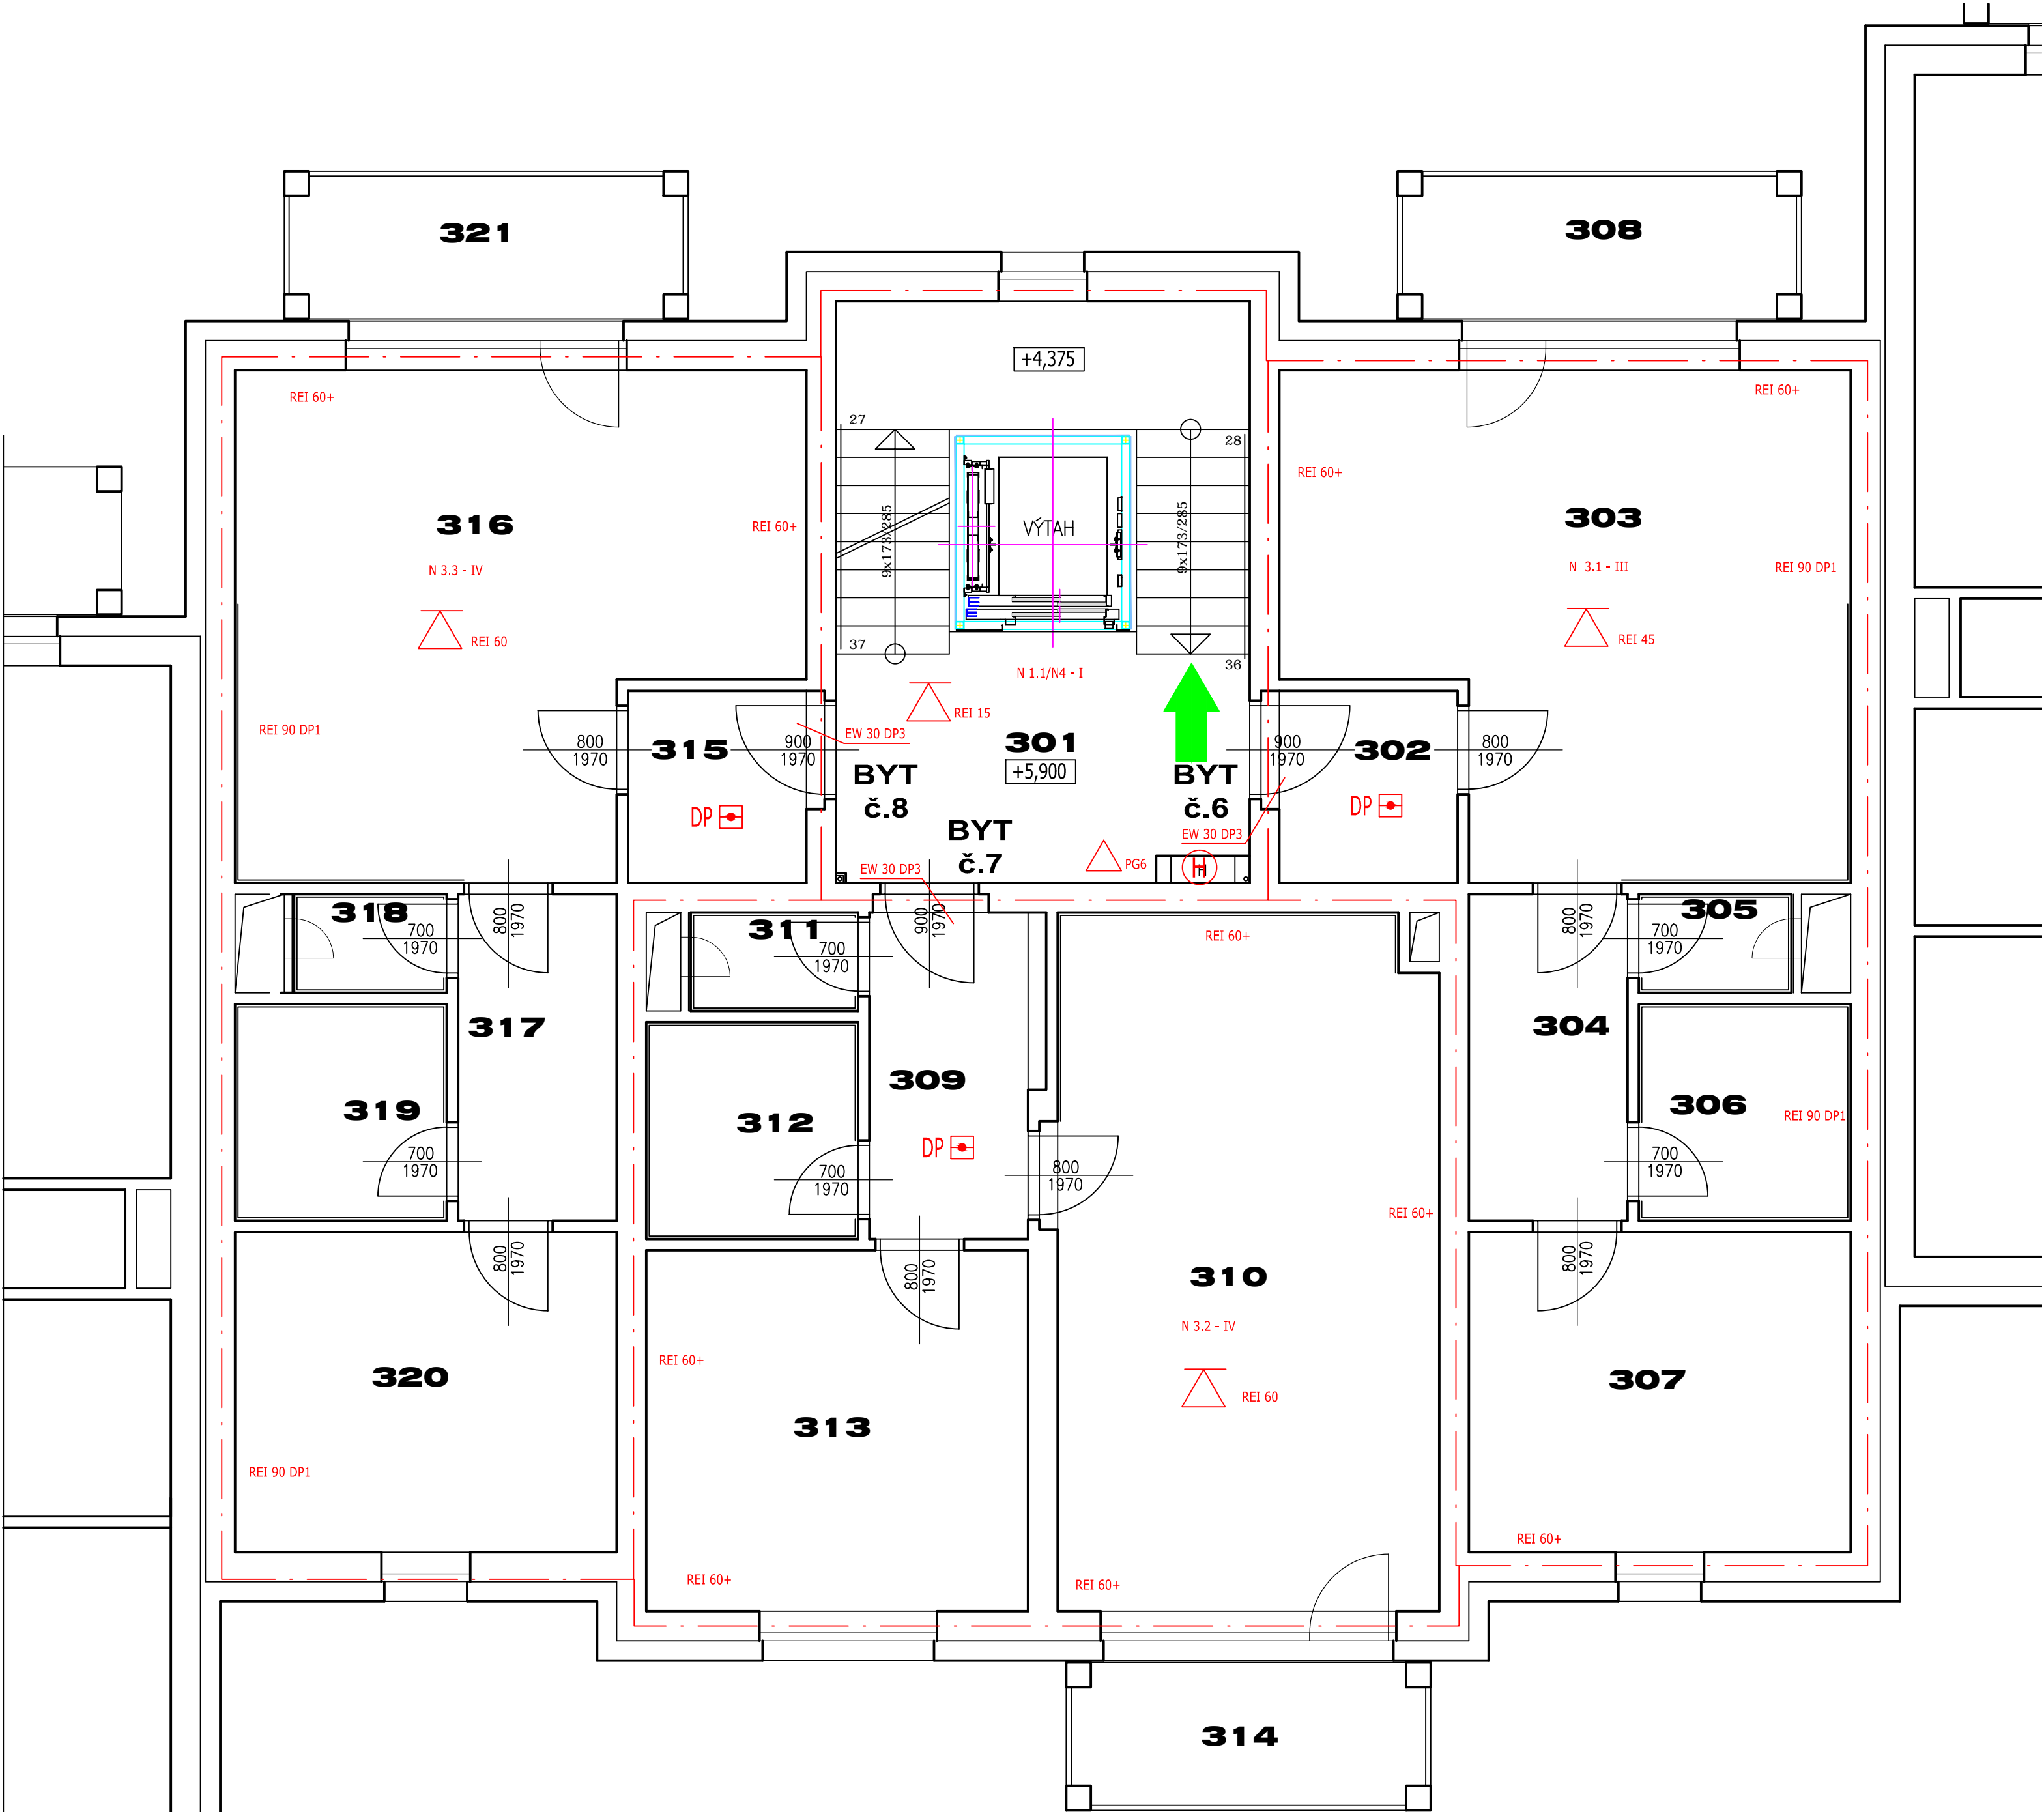 321
308
+4,375
REI 60+
REI 60+
27
28
REI 60+
316
REI 60+
9x173/285
VÝTAH
9x173/285
303
N 3.3 - IV
N 3.1 - III
REI 90 DP1
REI 60
REI 45
37
36
N 1.1/N4 - I
REI 15
REI 90 DP1
EW 30 DP3
800
1970
315
900
1970
301
+5,900
900
1970
302
800
1970
BYT
č.8
BYT
č.6
DP
DP
BYT
č.7
EW 30 DP3
EW 30 DP3
PG6
H
318
700
1970
800
1970
311
700
1970
900
1970
REI 60+
800
1970
305
700
1970
317
304
309
319
312
306
REI 90 DP1
DP
700
1970
700
1970
800
1970
700
1970
REI 60+
800
1970
800
1970
800
1970
310
N 3.2 - IV
REI 60+
320
307
REI 60
313
REI 90 DP1
REI 60+
REI 60+
REI 60+
314